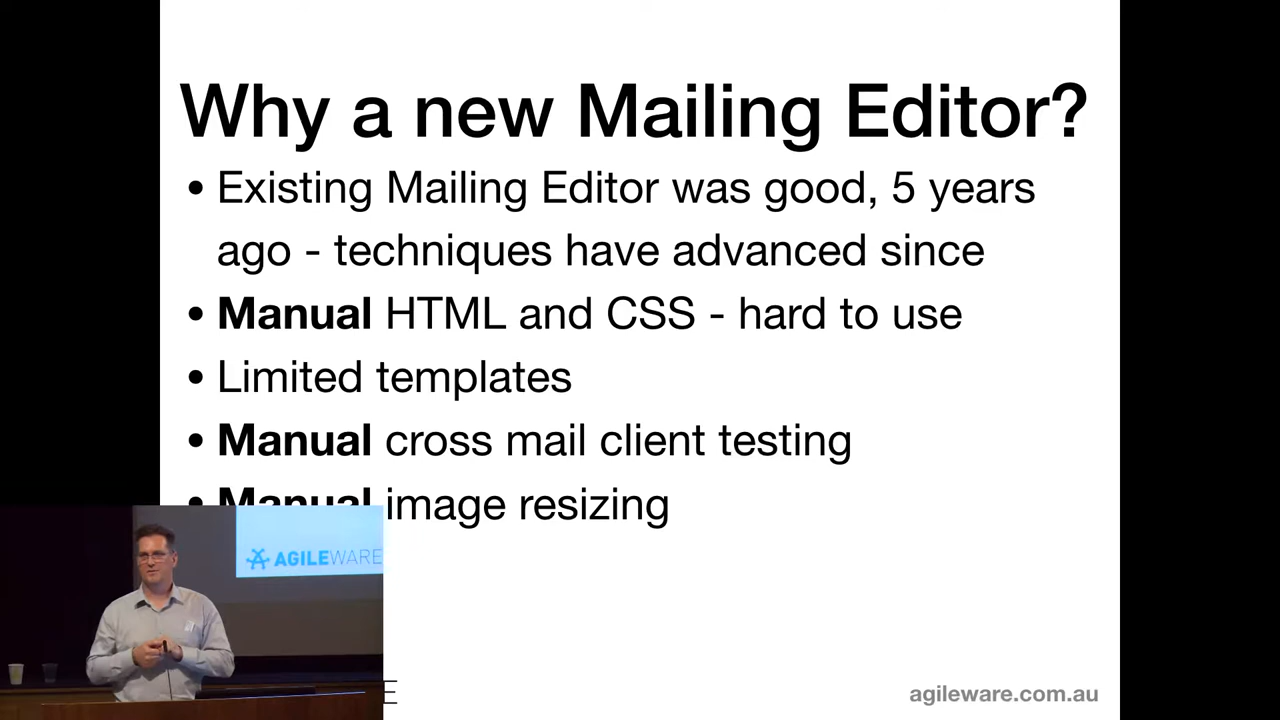 Why a new Mailing Editor?
• Existing Mailing Editor was good, 5 years
ago - techniques have advanced since
• Manual HTML and CSS - hard to use
• Limited templates
• Manual cross mail client testing
• Manual image resizing
AGILEWARE
E
agileware.com.au